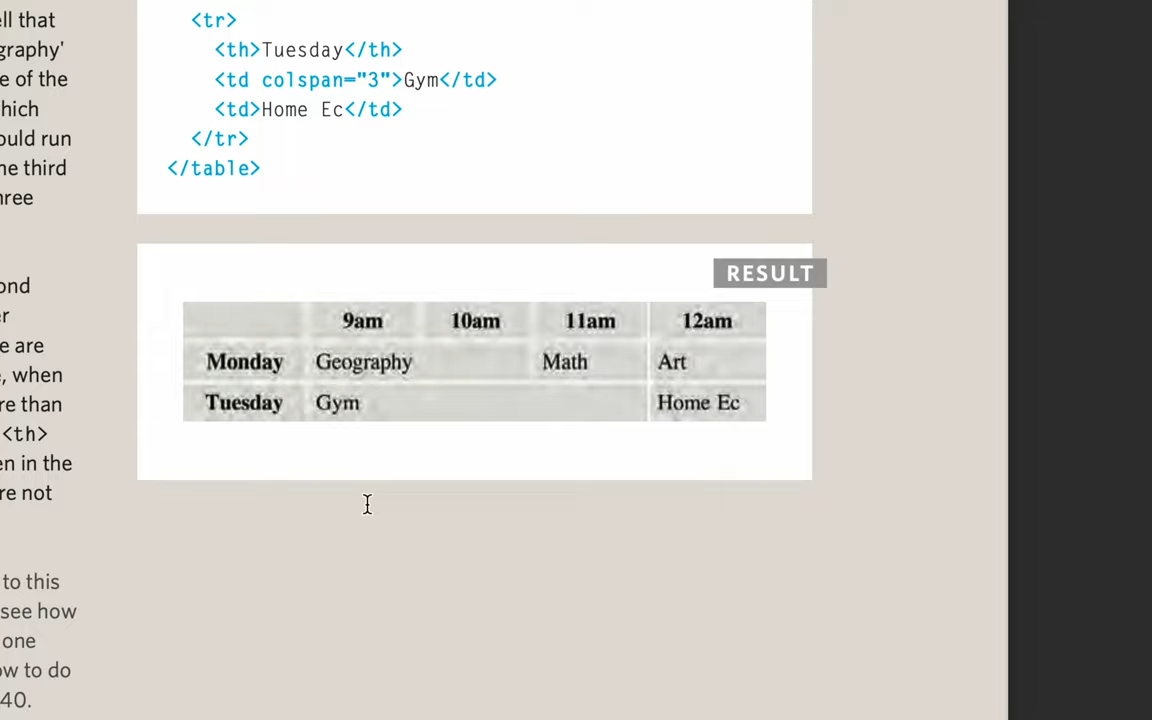 ell that
graphy'
e of the
hich
ould run
ne third
hree
ond
er
e are
e, when
re than
<th>
en in the
re not
to this
see how
one
ow to do
40.
<tr>
<th>Tuesday</th>
<td colspan="3">Gym</td>
<td>Home Ec</td>
</tr>
</table>
RESULT
9am 10am 11am 12am
Monday Geography Math Art
Tuesday Gym Home Ec